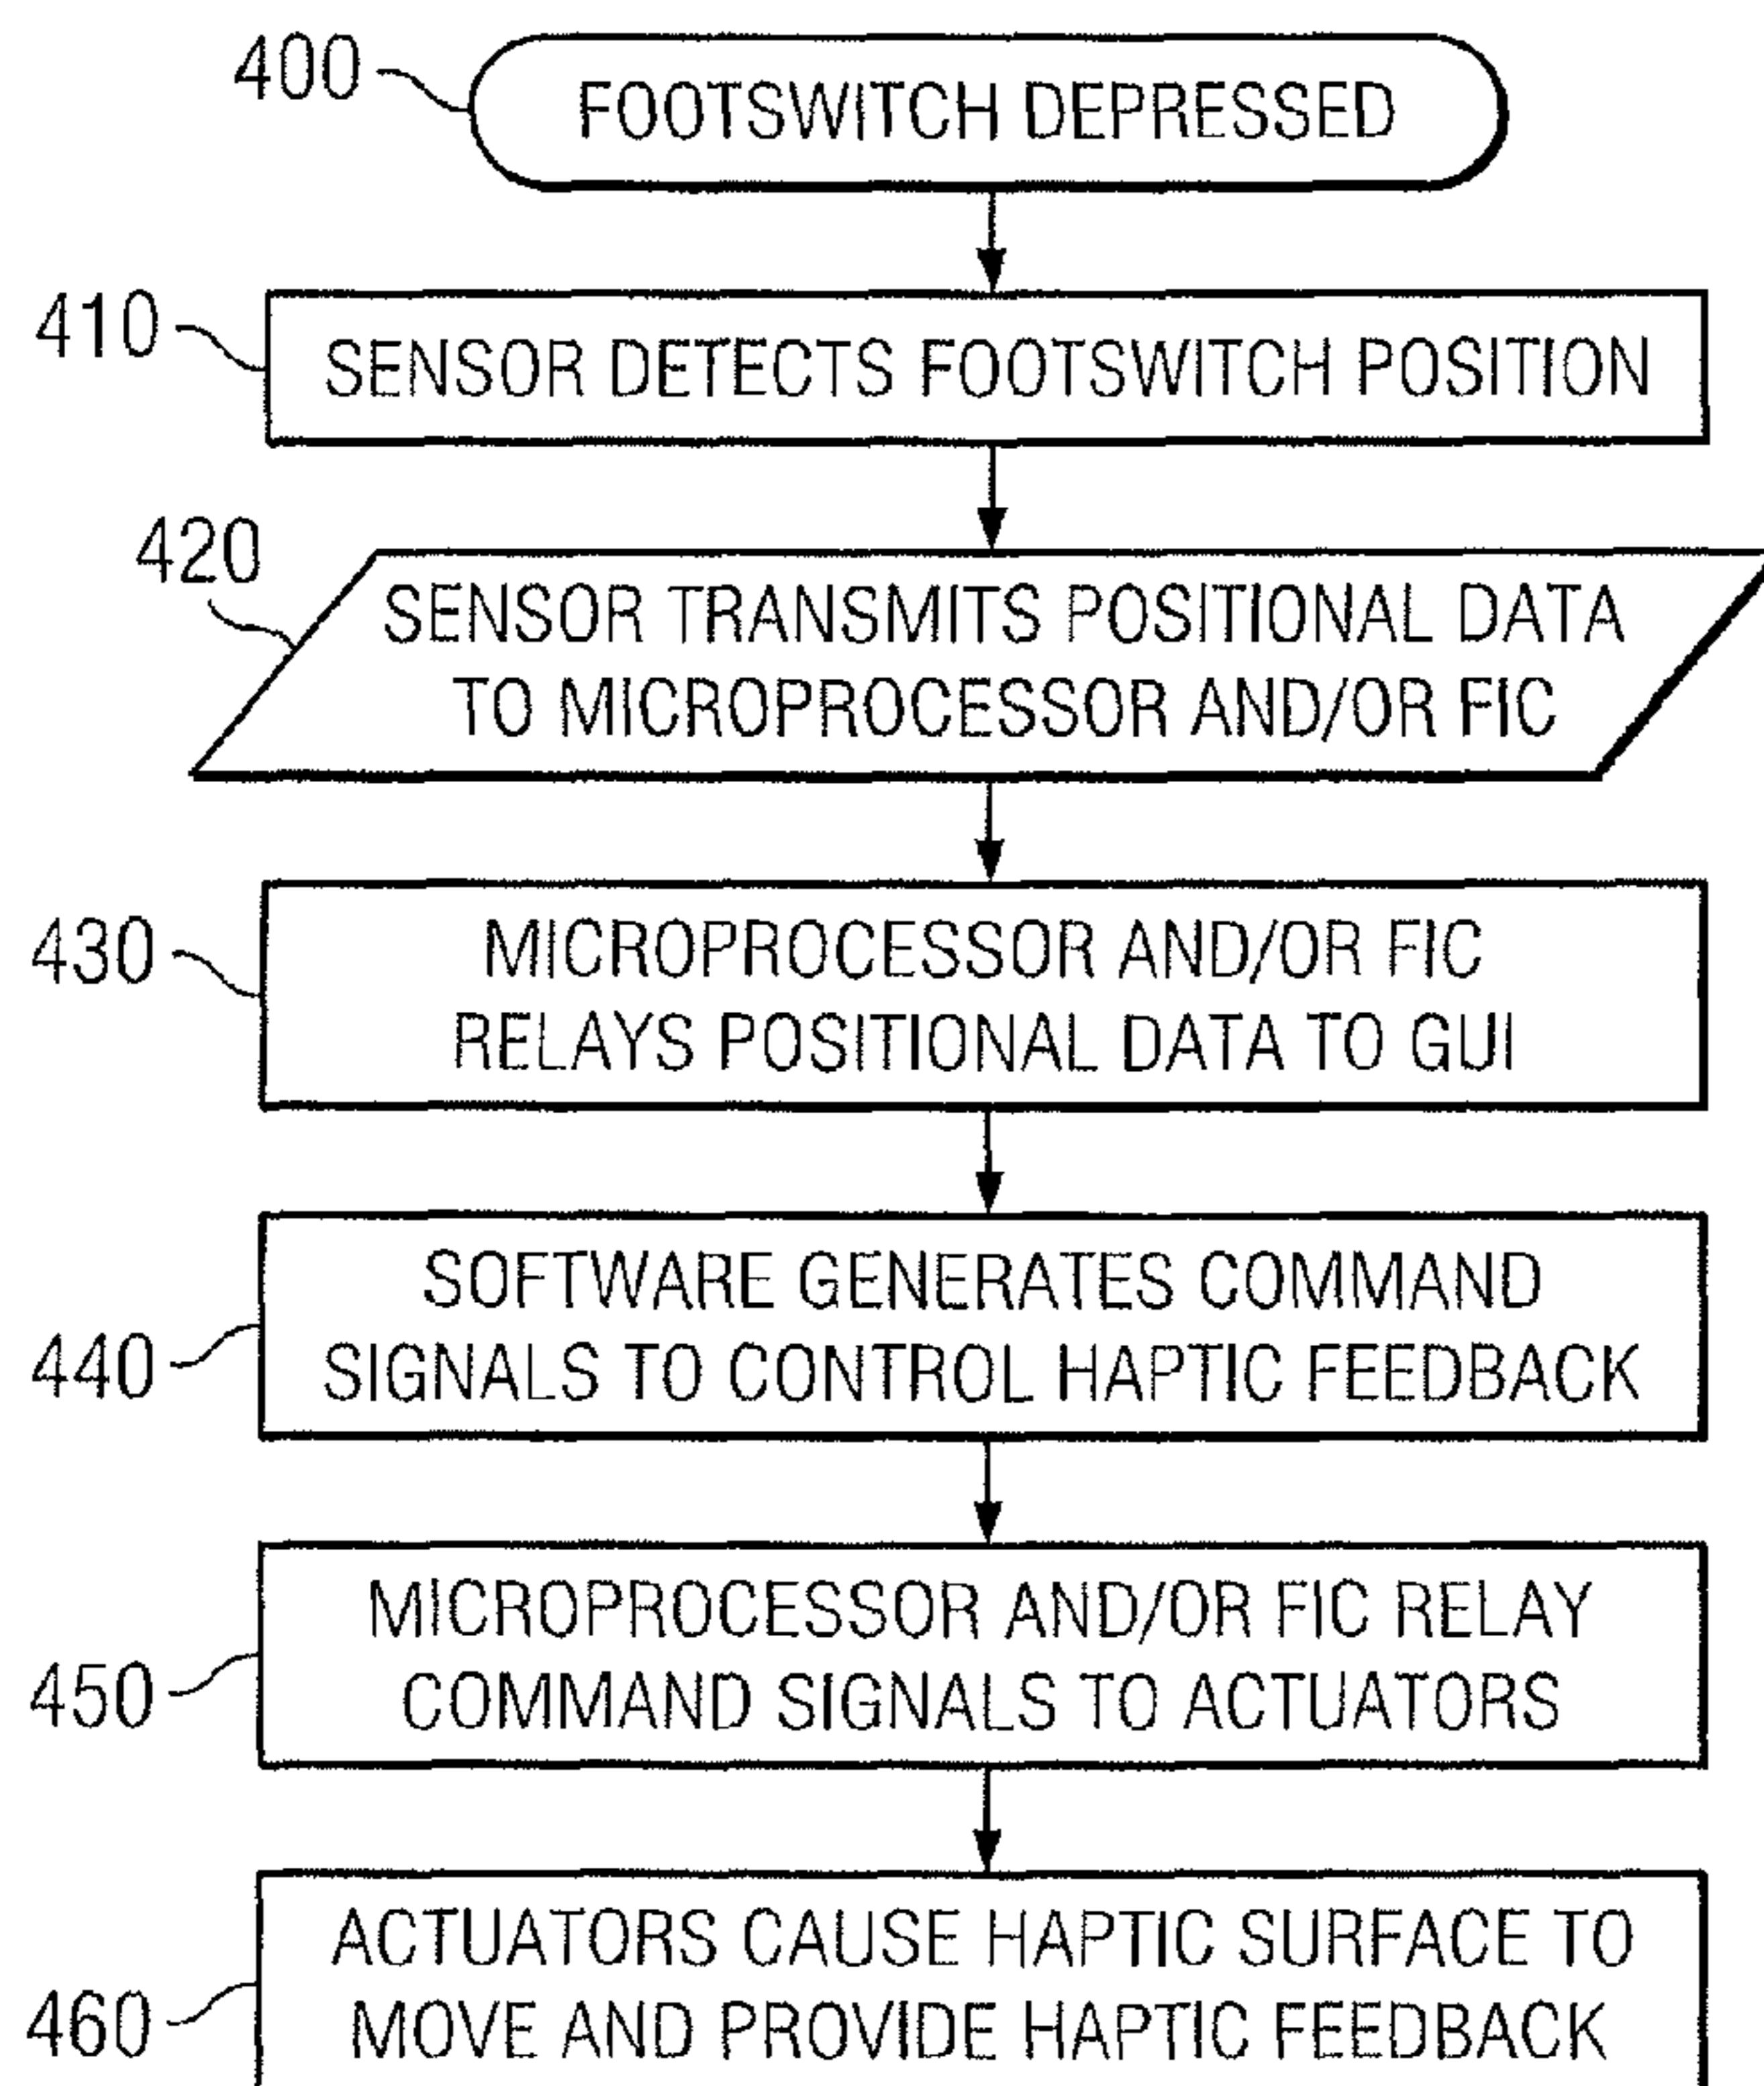 400
FOOTSWITCH DEPRESSED
410
SENSOR DETECTS FOOTSWITCH POSITION
420
SENSOR TRANSMITS POSITIONAL DATA
TO MICROPROCESSOR AND/OR FIC
430
MICROPROCESSOR AND/OR FIC
RELAYS POSITIONAL DATA TO GUI
440
SOFTWARE GENERATES COMMAND
SIGNALS TO CONTROL HAPTIC FEEDBACK
450
MICROPROCESSOR AND/OR FIC RELAY
COMMAND SIGNALS TO ACTUATORS
460
ACTUATORS CAUSE HAPTIC SURFACE TO
MOVE AND PROVIDE HAPTIC FEEDBACK